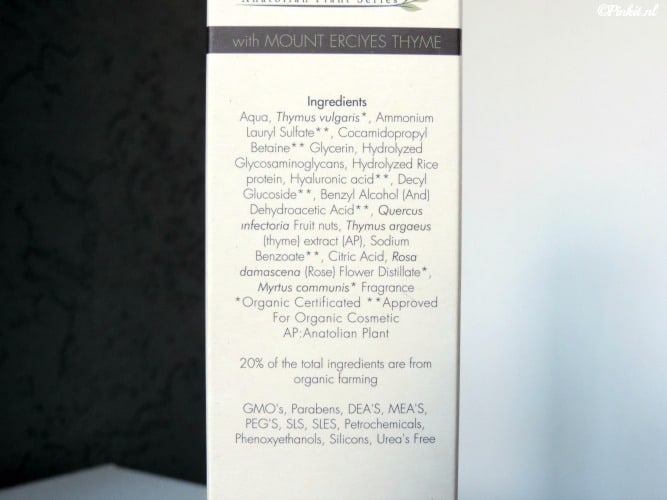 ©Pinkit.nl
Anatolian Plant Series
with MOUNT ERCIYES THYME
Ingredients
Aqua, Thymus vulgaris*, Ammonium
Lauryl Sulfate**, Cocamidopropyl
Betaine** Glycerin, Hydrolyzed
Glycosaminoglycans, Hydrolyzed Rice
protein, Hyaluronic acid**, Decyl
Glucoside**, Benzyl Alcohol (And)
Dehydroacetic Acid**, Quercus
infectoria Fruit nuts, Thymus argaeus
(thyme) extract (AP), Sodium
Benzoate**, Citric Acid, Rosa
damascena (Rose) Flower Distillate*,
Myrtus communis* Fragrance
*Organic Certificated **Approved
For Organic Cosmetic
AP:Anatolian Plant
20% of the total ingredients are from
organic farming
GMO's, Parabens, DEA'S, MEA'S,
PEG'S, SLS, SLES, Petrochemicals,
Phenoxyethanols, Silicons, Urea's Free